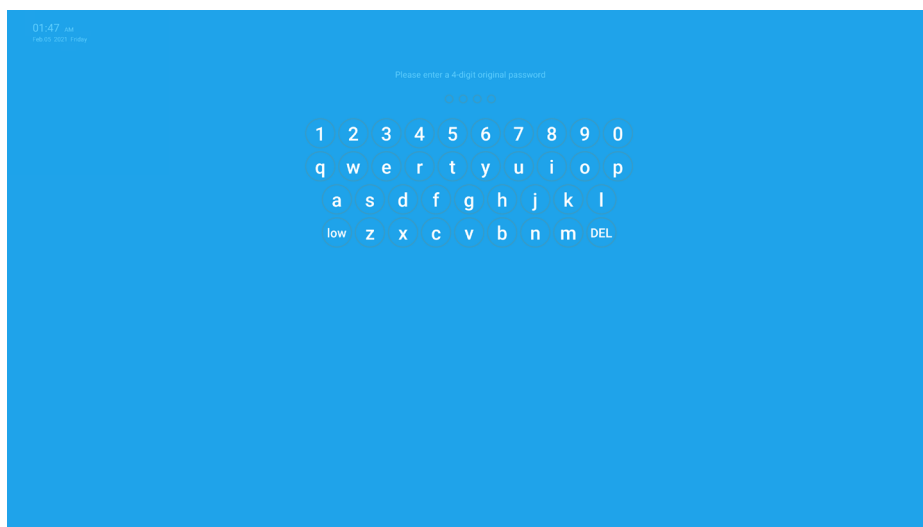 01:47 AM
Feb 05, 2021 Friday
Please enter a 4-digit original password
1 2 3 4 5 6 7 8 9 0
q w e r t y u i o p
a s d f g h j k l
low z x c v b n m DEL